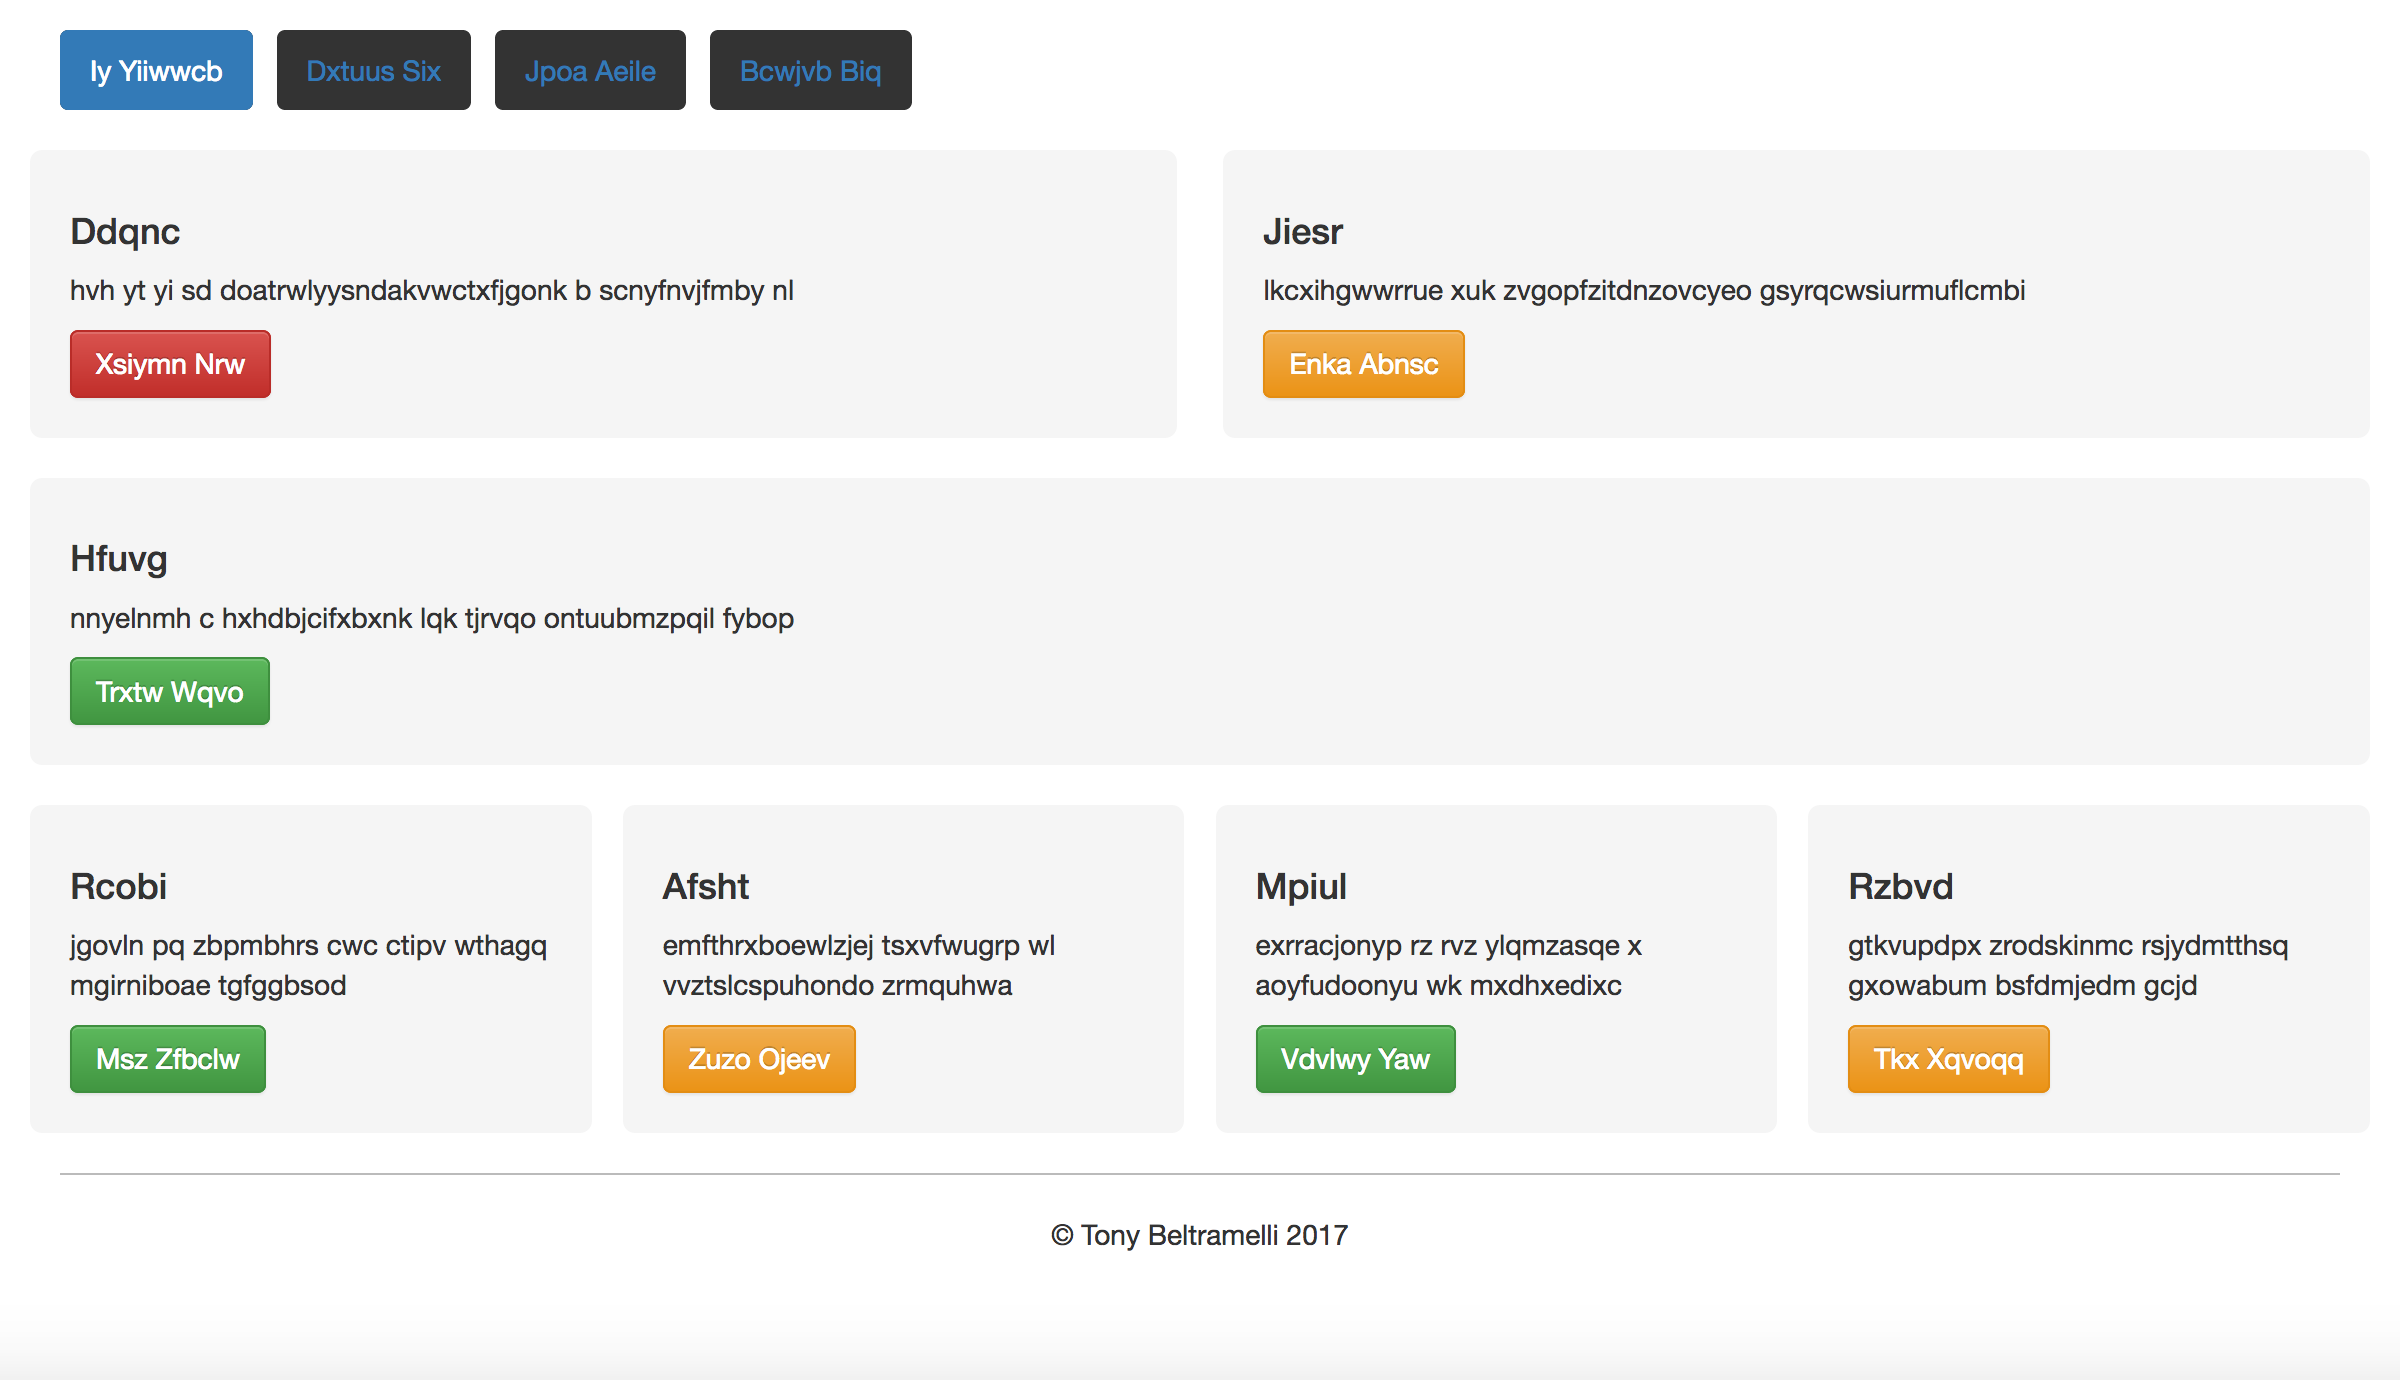 Iy Yiiwwcb
Dxtuus Six
Jpoa Aeile
Bcwjvb Biq
Ddqnc
hvh yt yi sd doatrwlyysndakvwctxfjgonk b scnyfnvjfmby nl
Xsiymn Nrw
Jiesr
lkcxihgwwrrue xuk zvgopfzitdnzovcyeo gsyrqcwsiurmuflcmbi
Enka Abnsc
Hfuvg
nnyelnmh c hxhdbjcifxbxnk lqk tjrvqo ontuubmzpqil fybop
Trxtw Wqvo
Rcobi
jgovln pq zbpmbhrs cwc ctipv wthagq
mgirniboae tgfggbsod
Msz Zfbclw
Afsht
emfthrxboewlzjej tsxvfwugrp wl
vvztslcspuhondo zrmquhwa
Zuzo Ojeev
Mpiul
exrracjonyp rz rvz ylqmzasqe x
aoyfudoonyu wk mxdhxedixc
Vdvlwy Yaw
Rzbvd
gtkvupdpx zrodskinmc rsjydmtthsq
gxowabum bsfdmjedm gcjd
Tkx Xqvoqq
© Tony Beltramelli 2017